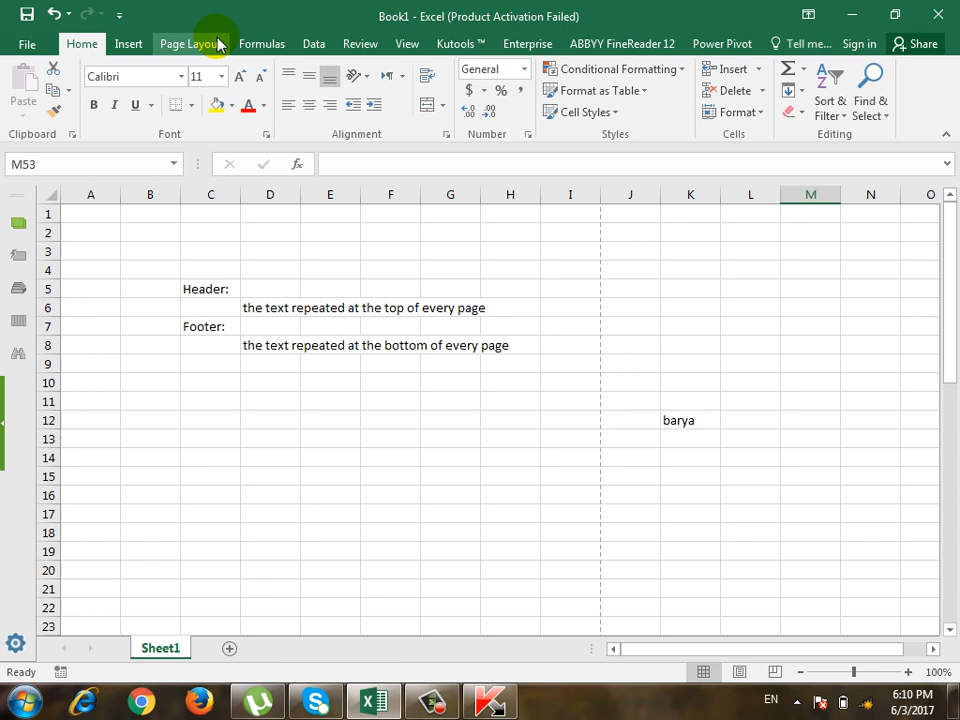 Book1 - Excel (Product Activation Failed)
File Home Insert Page Layou Formulas Data Review View Kutools ™ Enterprise ABBYY FineReader 12 Power Pivot Tell me... Sign in Share
Paste Calibri 11 General Conditional Formatting Insert Sort & Find &
Format as Table Delete Filter Select
Cell Styles Format
Clipboard Font Alignment Number Styles Cells Editing
M53 fx
A B C D E F G H I J K L M N O
1
2
3
4
5 Header:
6 the text repeated at the top of every page
7 Footer:
8 the text repeated at the bottom of every page
9
10
11
12 barya
13
14
15
16
17
18
19
20
21
22
23
Sheet1
Ready 100%
EN 6:10 PM
6/3/2017